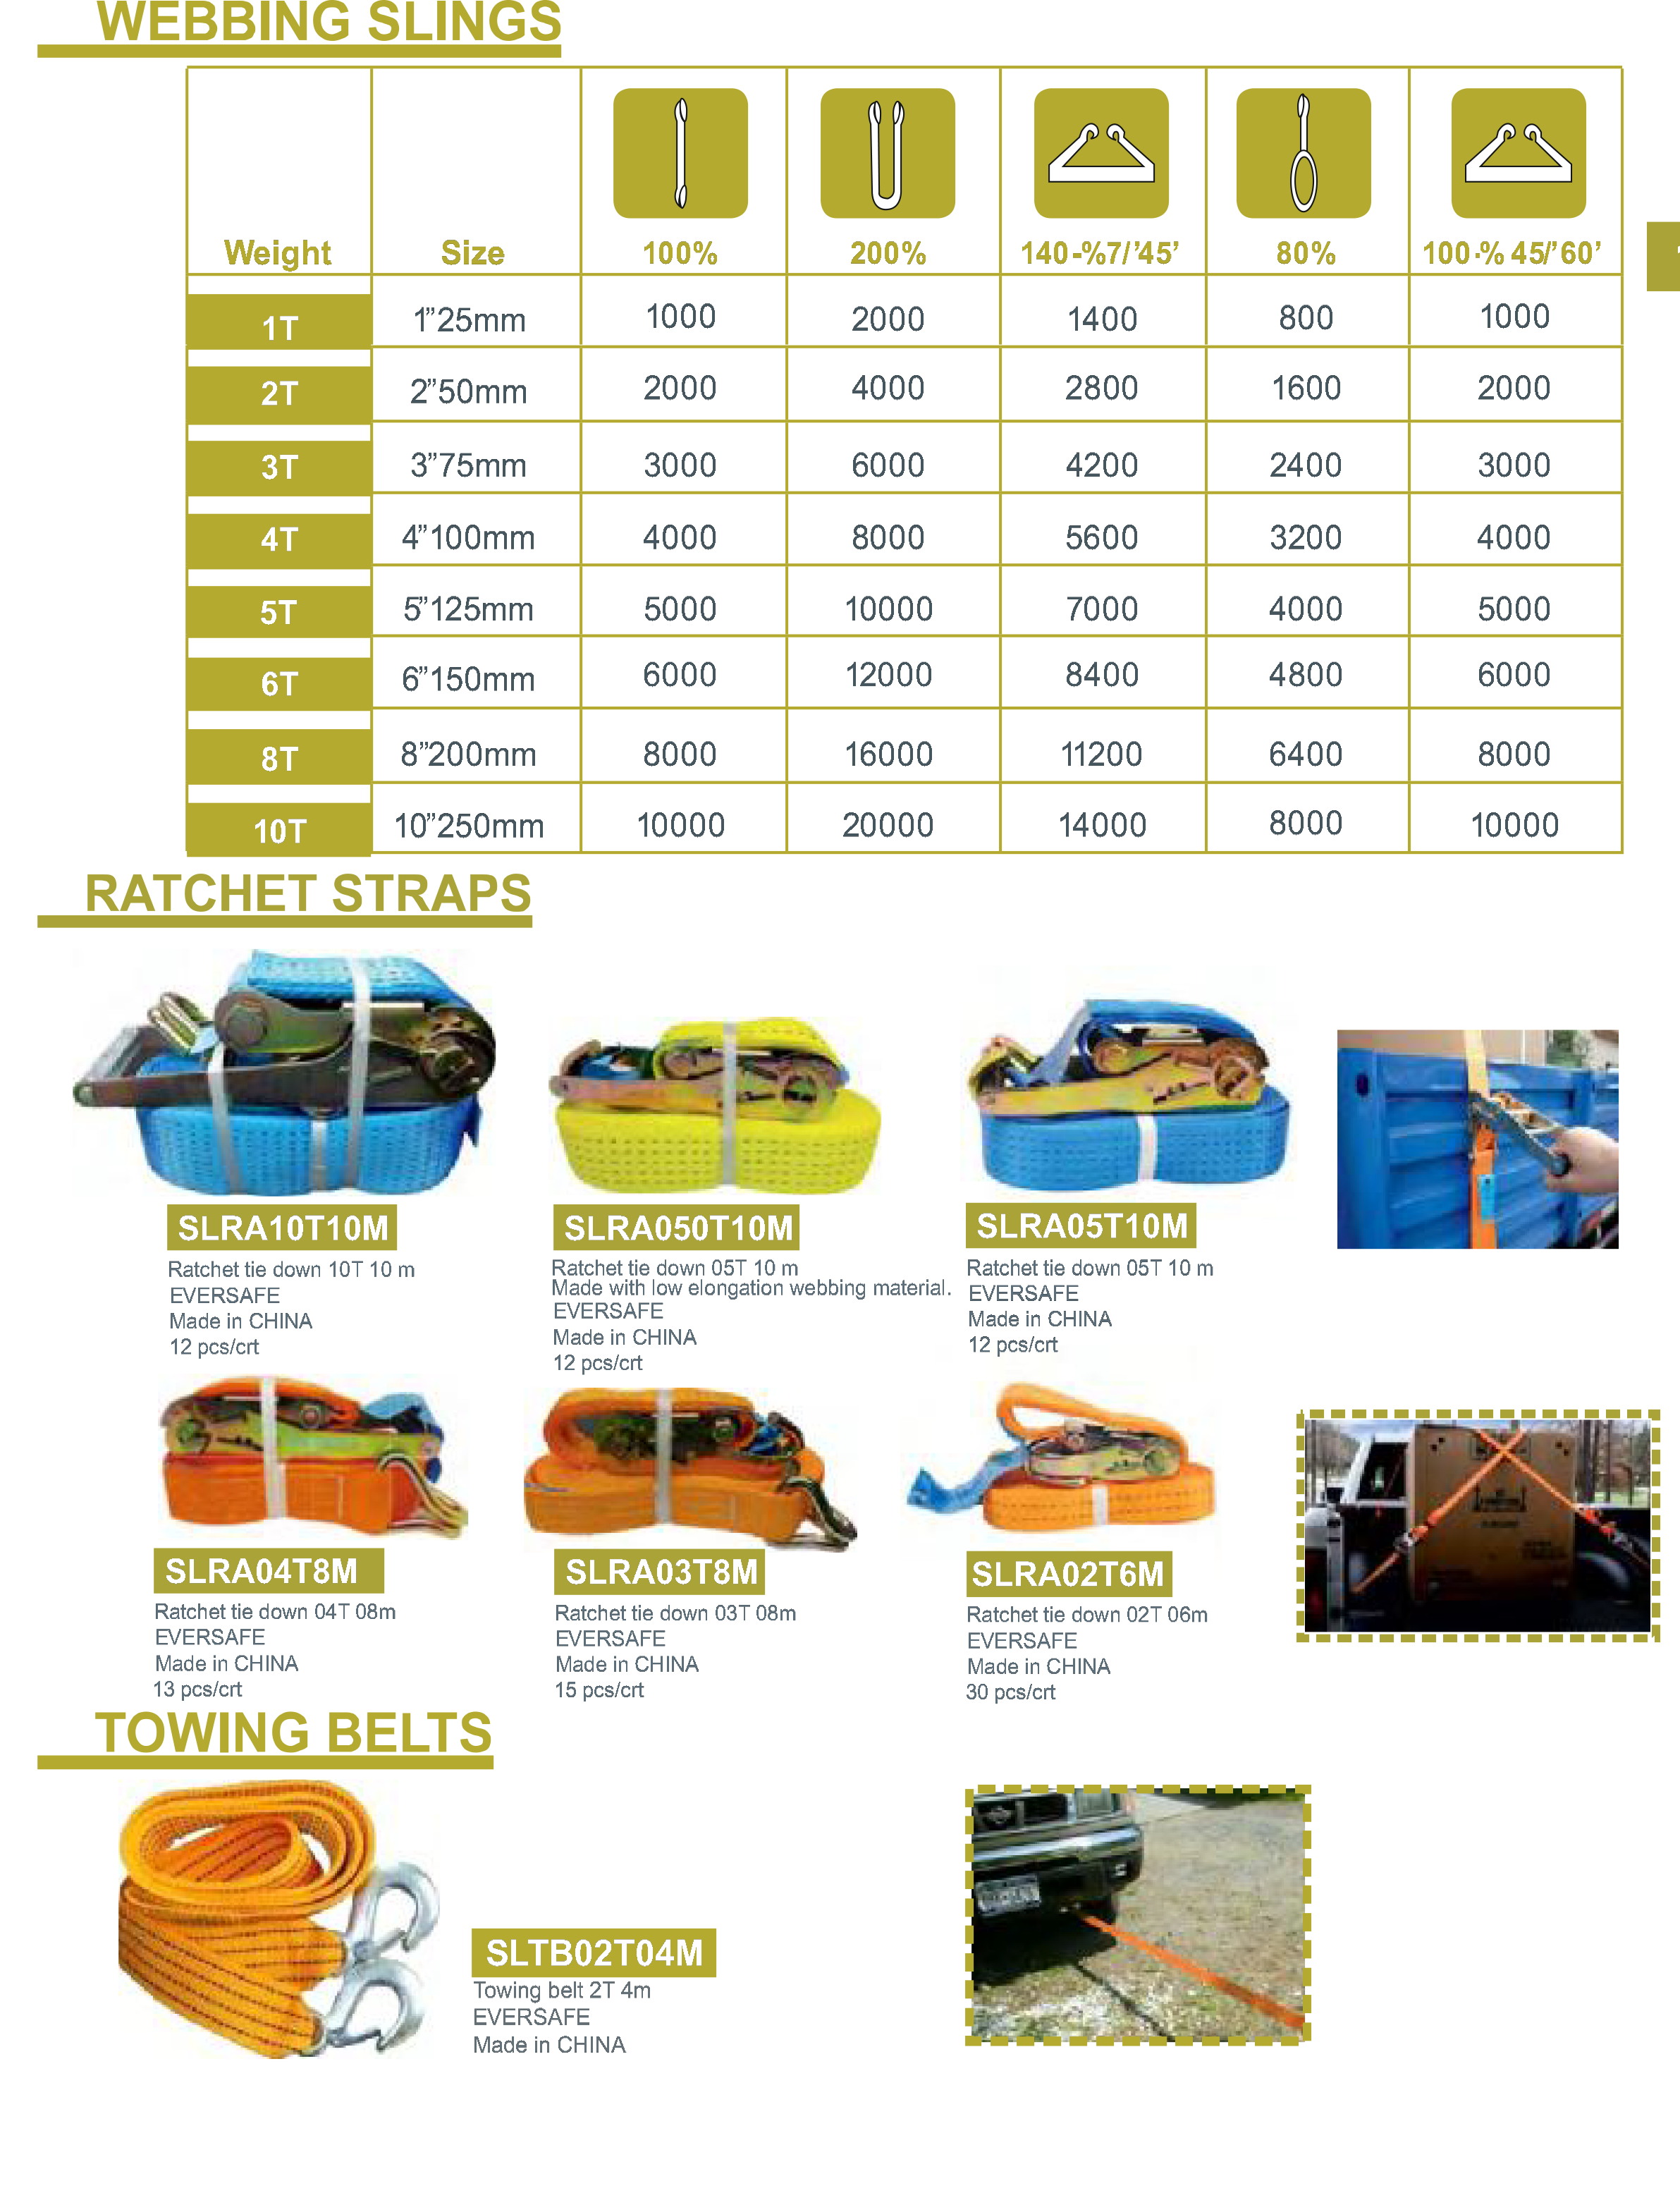 WEBBING SLINGS
Weight Size 100% 200% 140-%7/’45’ 80% 100-% 45/’60’
1T 1”25mm 1000 2000 1400 800 1000
2T 2”50mm 2000 4000 2800 1600 2000
3T 3”75mm 3000 6000 4200 2400 3000
4T 4”100mm 4000 8000 5600 3200 4000
5T 5”125mm 5000 10000 7000 4000 5000
6T 6”150mm 6000 12000 8400 4800 6000
8T 8”200mm 8000 16000 11200 6400 8000
10T 10”250mm 10000 20000 14000 8000 10000
RATCHET STRAPS
SLRA10T10M
Ratchet tie down 10T 10 m
EVERSAFE
Made in CHINA
12 pcs/crt
SLRA050T10M
Ratchet tie down 05T 10 m
Made with low elongation webbing material.
EVERSAFE
Made in CHINA
12 pcs/crt
SLRA05T10M
Ratchet tie down 05T 10 m
EVERSAFE
Made in CHINA
12 pcs/crt
SLRA04T8M
Ratchet tie down 04T 08m
EVERSAFE
Made in CHINA
13 pcs/crt
SLRA03T8M
Ratchet tie down 03T 08m
EVERSAFE
Made in CHINA
15 pcs/crt
SLRA02T6M
Ratchet tie down 02T 06m
EVERSAFE
Made in CHINA
30 pcs/crt
TOWING BELTS
SLTB02T04M
Towing belt 2T 4m
EVERSAFE
Made in CHINA